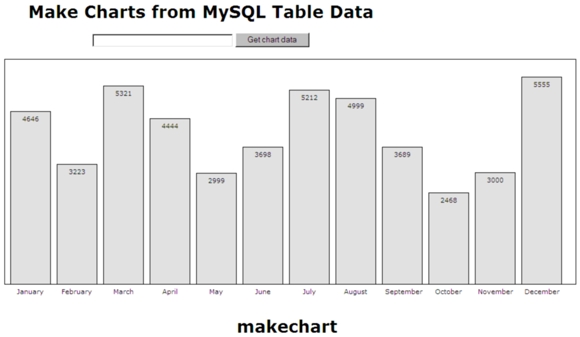 Make Charts from MySQL Table Data
Get chart data
4646 3223 5321 4444 2999 3698 5212 4999 3689 2468 3000 5555
January February March April May June July August September October November December
makechart